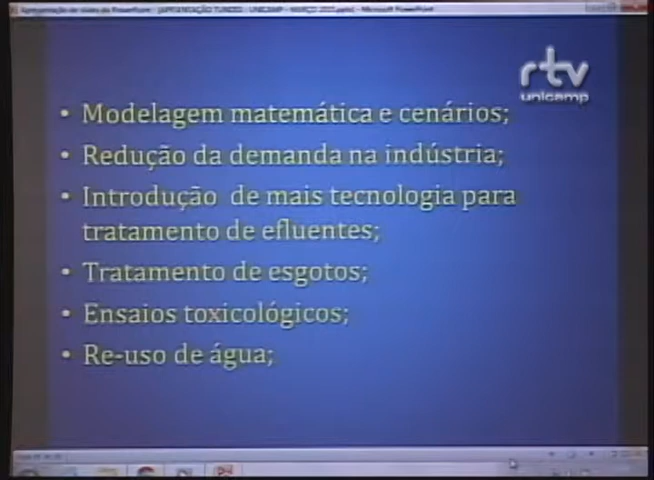 rtv
unicamp
• Modelagem matemática e cenários;
• Redução da demanda na indústria;
• Introdução de mais tecnologia para
tratamento de efluentes;
• Tratamento de esgotos;
• Ensaios toxicológicos;
• Re-uso de água;